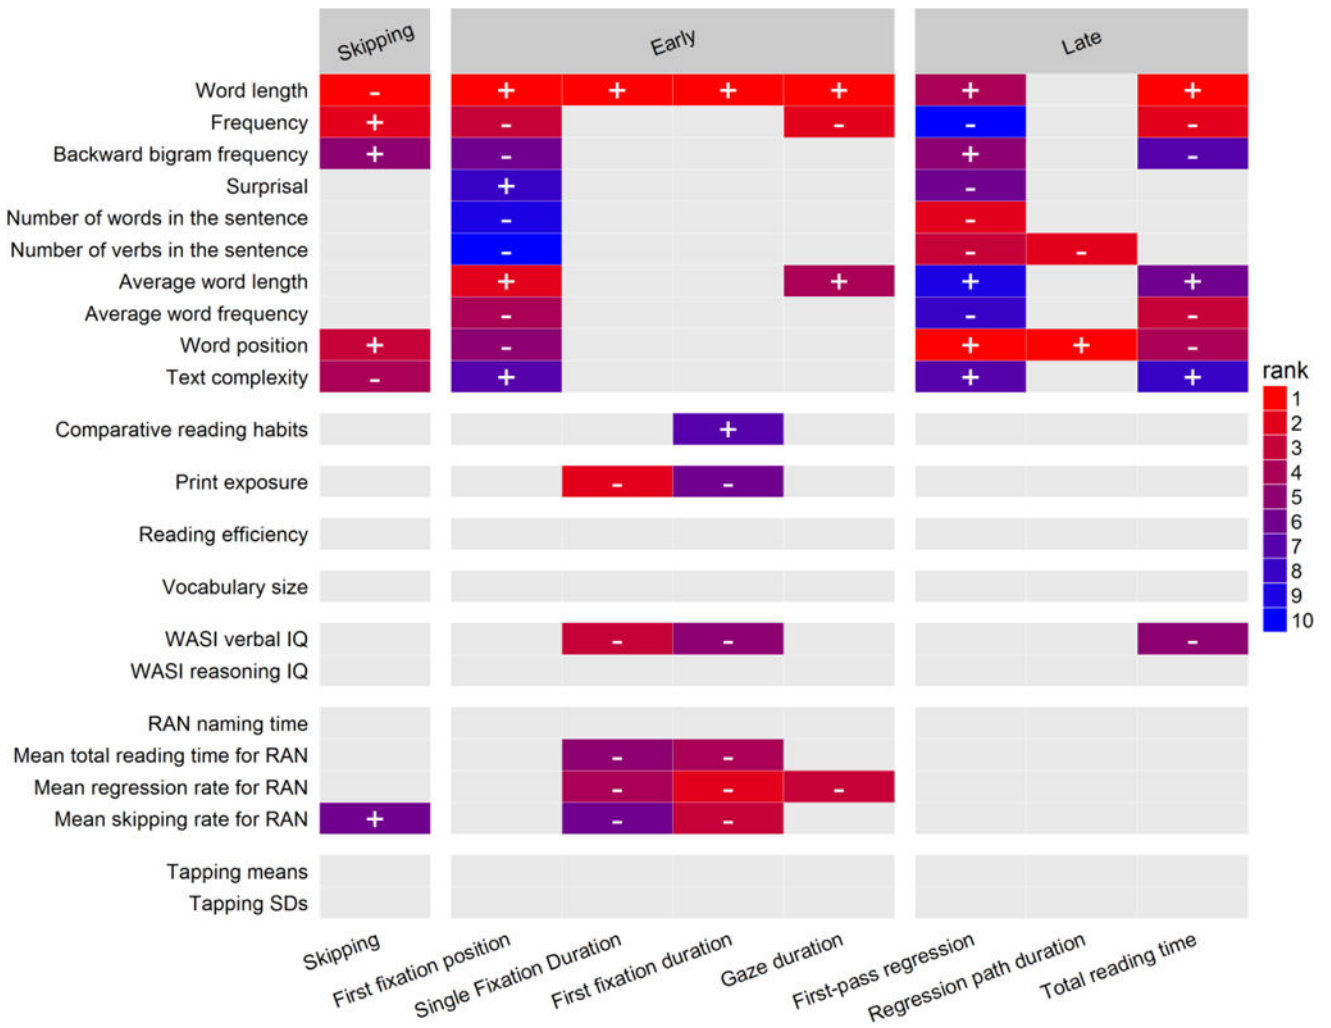 Skipping Early Late
Word length - + + + + + +
Frequency + - - - -
Backward bigram frequency + - + -
Surprisal + -
Number of words in the sentence - -
Number of verbs in the sentence - - -
Average word length + + + +
Average word frequency - - -
Word position + - + + -
Text complexity - + + +
rank
1
2
3
4
5
6
7
8
9
10
Comparative reading habits +
Print exposure - -
Reading efficiency
Vocabulary size
WASI verbal IQ - - -
WASI reasoning IQ
RAN naming time
Mean total reading time for RAN - -
Mean regression rate for RAN - - -
Mean skipping rate for RAN + - -
Tapping means
Tapping SDs
Skipping
First fixation position
Single Fixation Duration
First fixation duration
Gaze duration
First-pass regression
Regression path duration
Total reading time